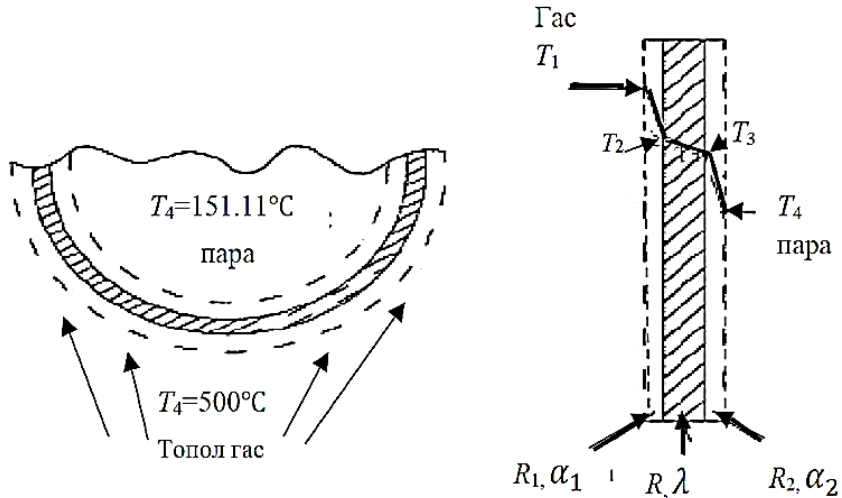 T₄=151.11°C
пара
T₄=500°C
Топол гас
Гас
T₁
T₂
T₃
T₄
пара
R₁, α₁
R, λ
R₂, α₂